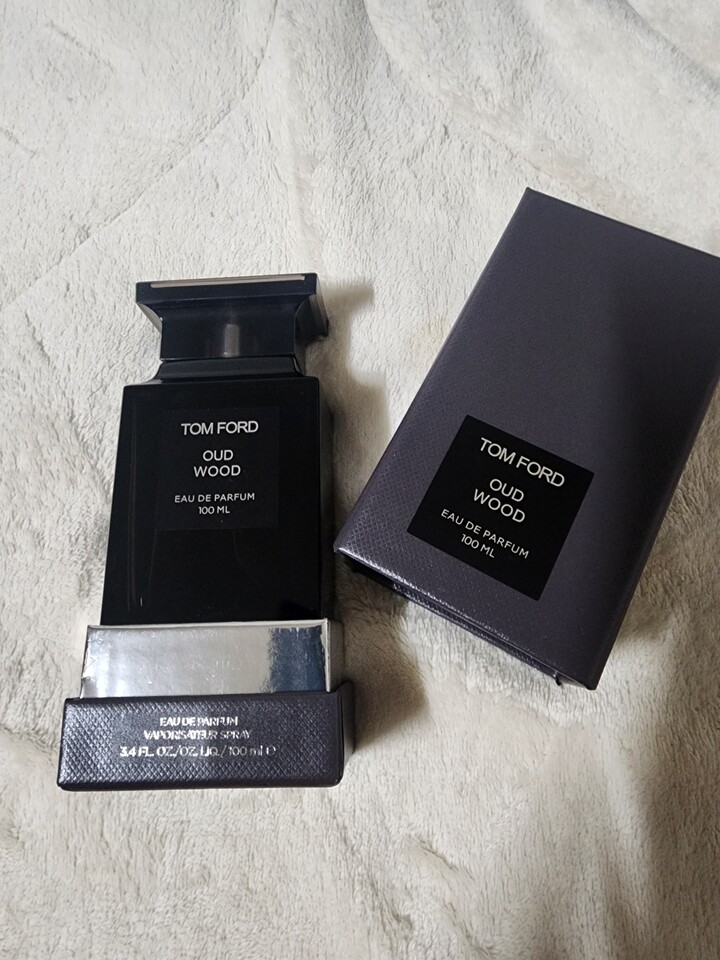 TOM FORD
OUD
WOOD
EAU DE PARFUM
100 ML
EAU DE PARFUM
VAPORISATEUR SPRAY
3.4 FL. OZ./OZ. LIQ. / 100 ml ℮
TOM FORD
OUD
WOOD
EAU DE PARFUM
100 ML